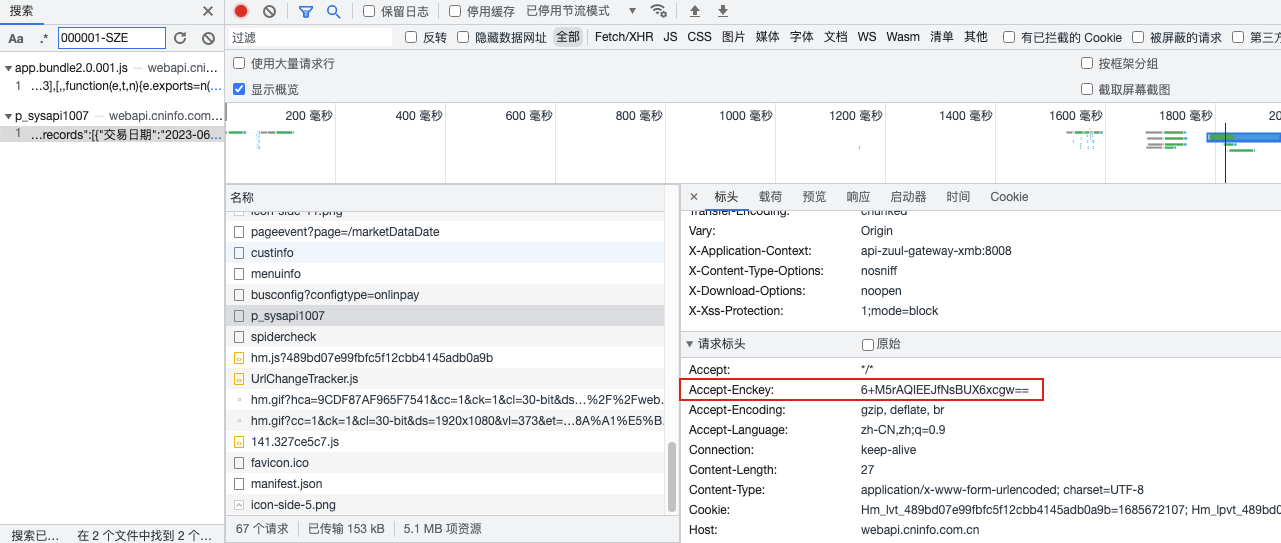 搜索
Aa .* 000001-SZE
app.bundle2.0.001.js — webapi.cni…
1 …3],[,,function(e,t,n){e.exports=n(…
p_sysapi1007 — webapi.cninfo.com…
1 …records":[{"交易日期":"2023-06…
搜索已… 在 2 个文件中找到 2 个…
保留日志 停用缓存 已停用节流模式
过滤 反转 隐藏数据网址 全部 Fetch/XHR JS CSS 图片 媒体 字体 文档 WS Wasm 清单 其他 有已拦截的 Cookie 被屏蔽的请求 第三方
使用大量请求行 按框架分组
显示概览 截取屏幕截图
200 毫秒 400 毫秒 600 毫秒 800 毫秒 1000 毫秒 1200 毫秒 1400 毫秒 1600 毫秒 1800 毫秒 20
名称
icon-side-11.png
pageevent?page=/marketDataDate
custinfo
menuinfo
busconfig?configtype=onlinpay
p_sysapi1007
spidercheck
hm.js?489bd07e99fbfc5f12cbb4145adb0a9b
UrlChangeTracker.js
hm.gif?hca=9CDF87AF965F7541&cc=1&ck=1&cl=30-bit&ds…%2F%2Fweb.
hm.gif?cc=1&ck=1&cl=30-bit&ds=1920x1080&vl=373&et=…8A%A1%E5%B.
141.327ce5c7.js
favicon.ico
manifest.json
icon-side-5.png
67 个请求 已传输 153 kB 5.1 MB 项资源
标头 载荷 预览 响应 启动器 时间 Cookie
Transfer-Encoding: chunked
Vary: Origin
X-Application-Context: api-zuul-gateway-xmb:8008
X-Content-Type-Options: nosniff
X-Download-Options: noopen
X-Xss-Protection: 1;mode=block
请求标头 原始
Accept: */*
Accept-Enckey: 6+M5rAQIEEJfNsBUX6xcgw==
Accept-Encoding: gzip, deflate, br
Accept-Language: zh-CN,zh;q=0.9
Connection: keep-alive
Content-Length: 27
Content-Type: application/x-www-form-urlencoded; charset=UTF-8
Cookie: Hm_lvt_489bd07e99fbfc5f12cbb4145adb0a9b=1685672107; Hm_lpvt_489bd0
Host: webapi.cninfo.com.cn